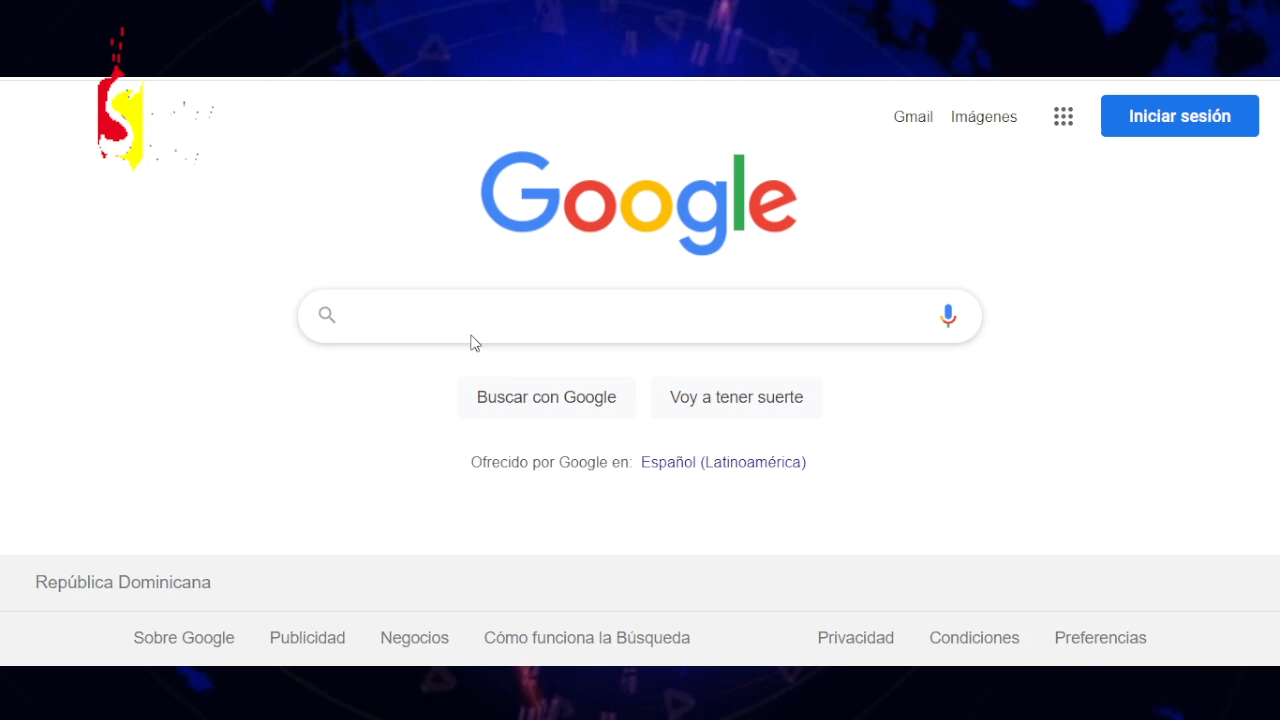 Gmail Imágenes Iniciar sesión
S
Google
Buscar con Google Voy a tener suerte
Ofrecido por Google en: Español (Latinoamérica)
República Dominicana
Sobre Google Publicidad Negocios Cómo funciona la Búsqueda Privacidad Condiciones Preferencias